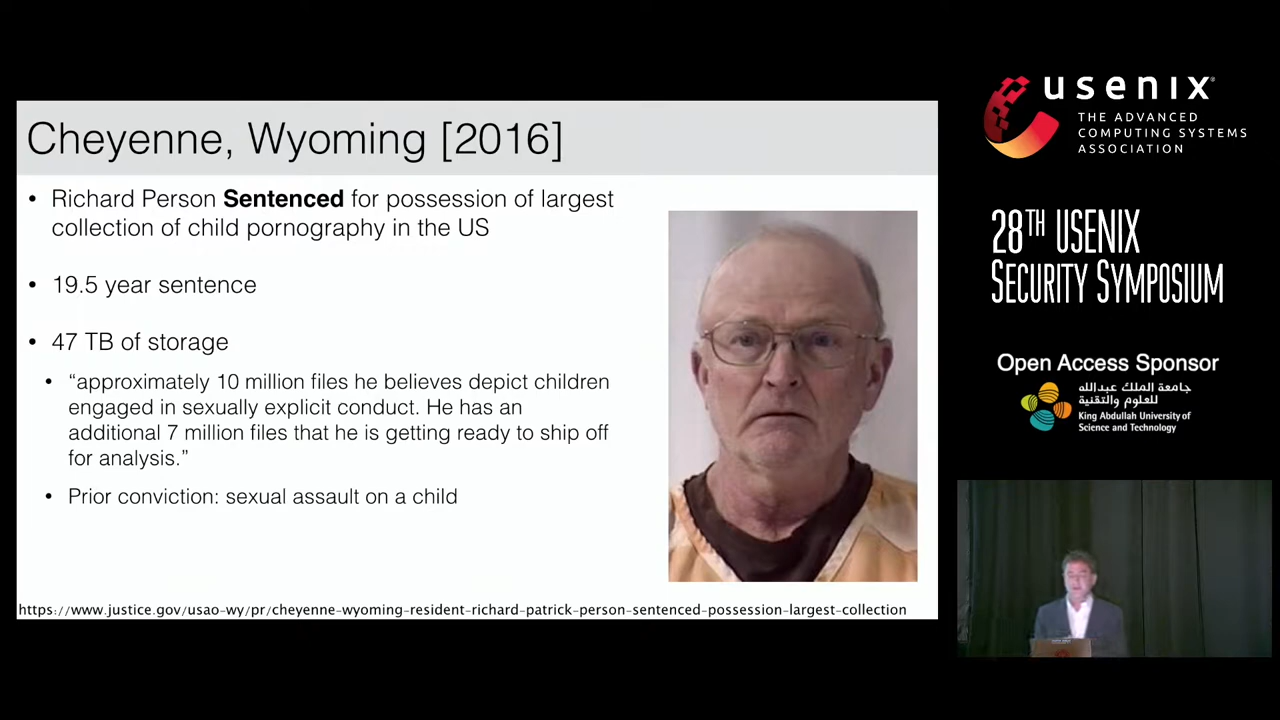 Cheyenne, Wyoming [2016]
• Richard Person Sentenced for possession of largest
collection of child pornography in the US
• 19.5 year sentence
• 47 TB of storage
• “approximately 10 million files he believes depict children
engaged in sexually explicit conduct. He has an
additional 7 million files that he is getting ready to ship off
for analysis.”
• Prior conviction: sexual assault on a child
https://www.justice.gov/usao-wy/pr/cheyenne-wyoming-resident-richard-patrick-person-sentenced-possession-largest-collection
usenix®
THE ADVANCED
COMPUTING SYSTEMS
ASSOCIATION
28TH USENIX
SECURITY SYMPOSIUM
Open Access Sponsor
جامعة الملك عبدالله
للعلوم والتقنية
King Abdullah University of
Science and Technology